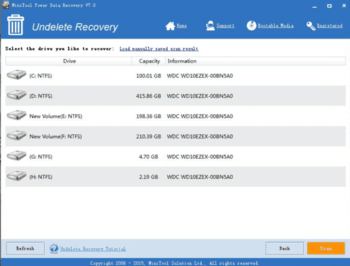 MiniTool Power Data Recovery V7.0
Undelete Recovery
Home
Support
Bootable Media
Registered
Select the drive you like to recover: Load manually saved scan result
Drive Capacity Information
(C: NTFS) 100.01 GB WDC WD10EZEX-00BN5A0
(D: NTFS) 415.86 GB WDC WD10EZEX-00BN5A0
New Volume(E: NTFS) 198.36 GB WDC WD10EZEX-00BN5A0
New Volume(F: NTFS) 210.39 GB WDC WD10EZEX-00BN5A0
(G: NTFS) 4.70 GB WDC WD10EZEX-00BN5A0
(H: NTFS) 2.19 GB WDC WD10EZEX-00BN5A0
Refresh
Undelete Recovery Tutorial
Back
Scan
MiniTool Solution Ltd., All rights reserved